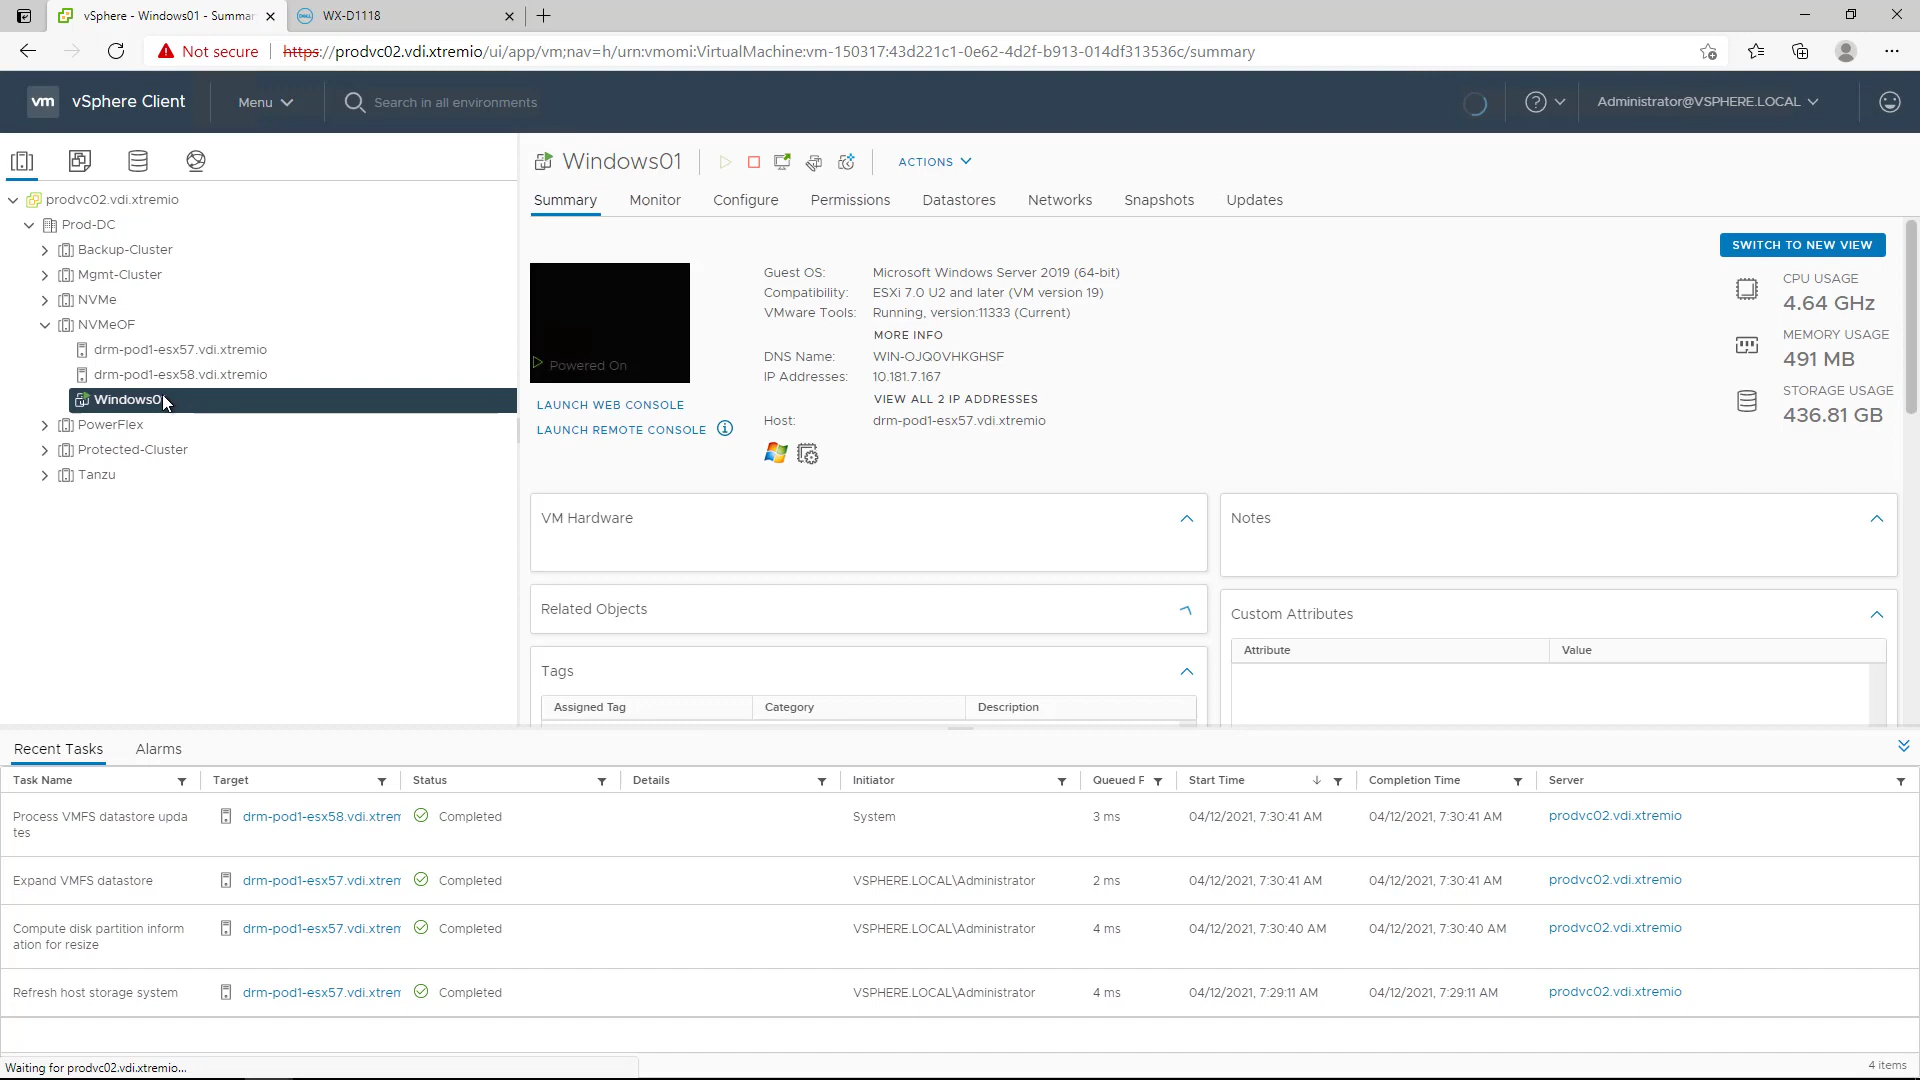 vSphere - Windows01 - Summar
WX-D1118
Not secure
https://prodvc02.vdi.xtremio/ui/app/vm;nav=h/urn:vmomi:VirtualMachine:vm-150317:43d221c1-0e62-4d2f-b913-014df313536c/summary
vm vSphere Client
Menu
Search in all environments
Administrator@VSPHERE.LOCAL
prodvc02.vdi.xtremio
Prod-DC
Backup-Cluster
Mgmt-Cluster
NVMe
NVMeOF
drm-pod1-esx57.vdi.xtremio
drm-pod1-esx58.vdi.xtremio
Windows0
PowerFlex
Protected-Cluster
Tanzu
Windows01
ACTIONS
Summary Monitor Configure Permissions Datastores Networks Snapshots Updates
SWITCH TO NEW VIEW
Powered On
LAUNCH WEB CONSOLE
LAUNCH REMOTE CONSOLE
Guest OS: Microsoft Windows Server 2019 (64-bit)
Compatibility: ESXi 7.0 U2 and later (VM version 19)
VMware Tools: Running, version:11333 (Current)
MORE INFO
DNS Name: WIN-OJQ0VHKGHSF
IP Addresses: 10.181.7.167
VIEW ALL 2 IP ADDRESSES
Host: drm-pod1-esx57.vdi.xtremio
CPU USAGE
4.64 GHz
MEMORY USAGE
491 MB
STORAGE USAGE
436.81 GB
VM Hardware
Related Objects
Tags
Assigned Tag Category Description
Notes
Custom Attributes
Attribute Value
Recent Tasks Alarms
Task Name Target Status Details Initiator Queued F Start Time Completion Time Server
Process VMFS datastore upda
tes
drm-pod1-esx58.vdi.xtrem Completed System 3 ms 04/12/2021, 7:30:41 AM 04/12/2021, 7:30:41 AM prodvc02.vdi.xtremio
Expand VMFS datastore drm-pod1-esx57.vdi.xtrem Completed VSPHERE.LOCAL\Administrator 2 ms 04/12/2021, 7:30:41 AM 04/12/2021, 7:30:41 AM prodvc02.vdi.xtremio
Compute disk partition inform
ation for resize
drm-pod1-esx57.vdi.xtrem Completed VSPHERE.LOCAL\Administrator 4 ms 04/12/2021, 7:30:40 AM 04/12/2021, 7:30:40 AM prodvc02.vdi.xtremio
Refresh host storage system drm-pod1-esx57.vdi.xtrem Completed VSPHERE.LOCAL\Administrator 4 ms 04/12/2021, 7:29:11 AM 04/12/2021, 7:29:11 AM prodvc02.vdi.xtremio
4 items
Waiting for prodvc02.vdi.xtremio...